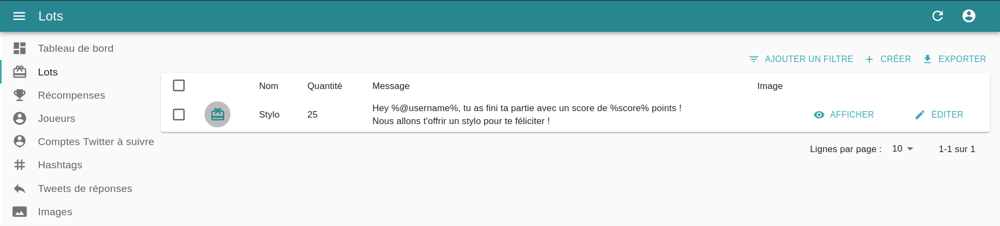 Lots
Tableau de bord
Lots
Récompenses
Joueurs
Comptes Twitter à suivre
Hashtags
Tweets de réponses
Images
AJOUTER UN FILTRE CRÉER EXPORTER
Nom Quantité Message Image
Stylo 25 Hey %@username%, tu as fini ta partie avec un score de %score% points !
Nous allons t'offrir un stylo pour te féliciter !
AFFICHER ÉDITER
Lignes par page : 10 1-1 sur 1